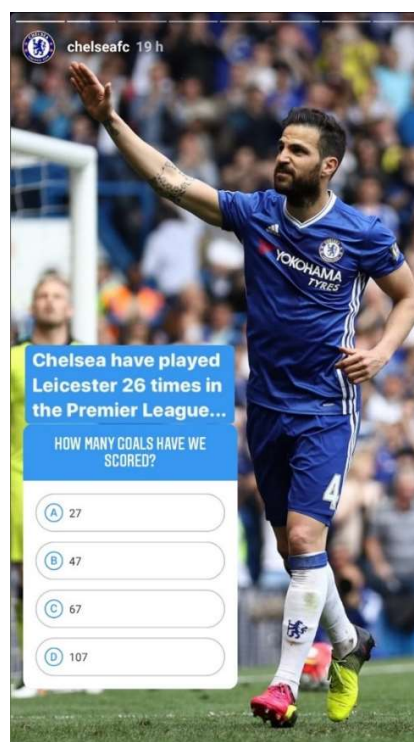 chelseafc 19 h
YOKOHAMA
TYRES
Chelsea have played
Leicester 26 times in
the Premier League...
HOW MANY GOALS HAVE WE
SCORED?
A 27
B 47
C 67
D 107
4